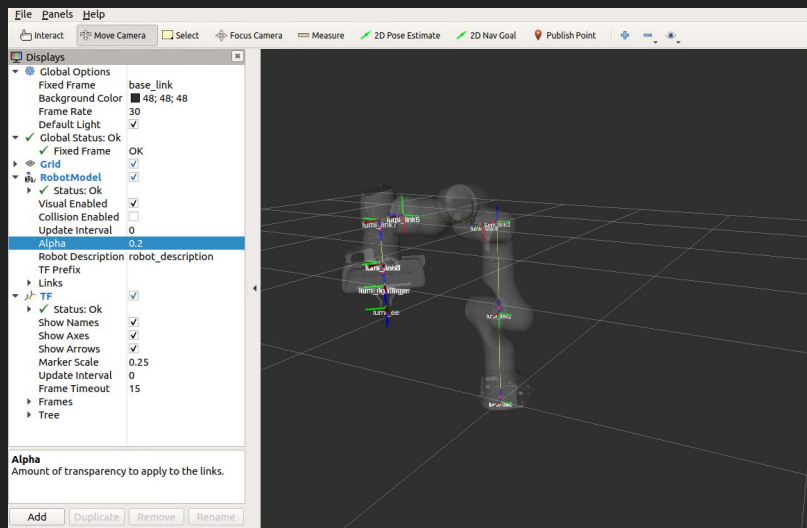 File Panels Help
Interact Move Camera Select Focus Camera Measure 2D Pose Estimate 2D Nav Goal Publish Point
Displays
Global Options
Fixed Frame base_link
Background Color 48; 48; 48
Frame Rate 30
Default Light
Global Status: Ok
Fixed Frame OK
Grid
RobotModel
Status: Ok
Visual Enabled
Collision Enabled
Update Interval 0
Alpha 0.2
Robot Description robot_description
TF Prefix
Links
TF
Status: Ok
Show Names
Show Axes
Show Arrows
Marker Scale 0.25
Update Interval 0
Frame Timeout 15
Frames
Tree
Alpha
Amount of transparency to apply to the links.
Add Duplicate Remove Rename
lumi_link6
lumi_link7
lumi_ee